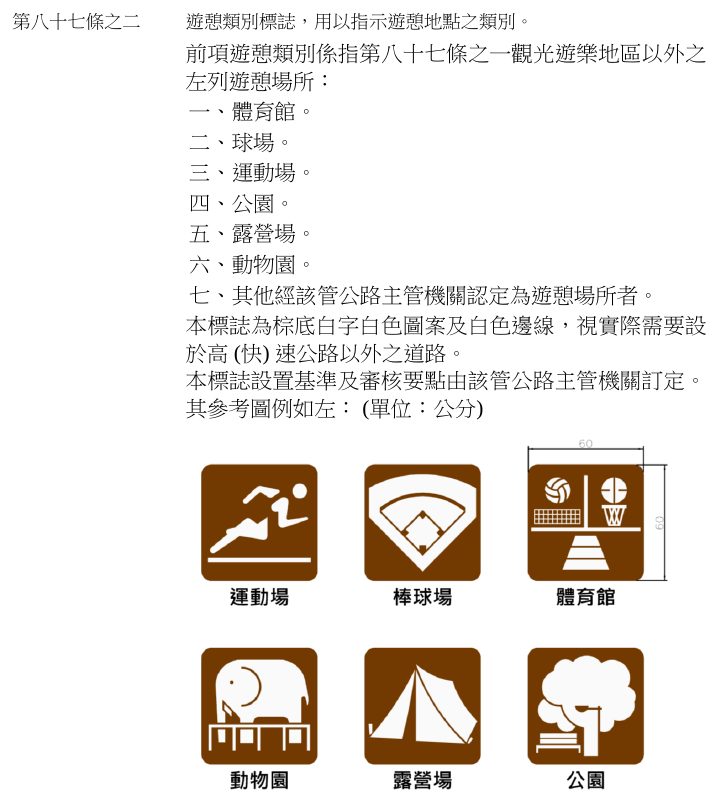 第八十七條之二 遊憩類別標誌，用以指示遊憩地點之類別。
前項遊憩類別係指第八十七條之一觀光遊樂地區以外之
左列遊憩場所：
一、體育館。
二、球場。
三、運動場。
四、公園。
五、露營場。
六、動物園。
七、其他經該管公路主管機關認定為遊憩場所者。
本標誌為棕底白字白色圖案及白色邊線，視實際需要設
於高 (快) 速公路以外之道路。
本標誌設置基準及審核要點由該管公路主管機關訂定。
其參考圖例如左： (單位：公分)
60
60
運動場 棒球場 體育館
動物園 露營場 公園